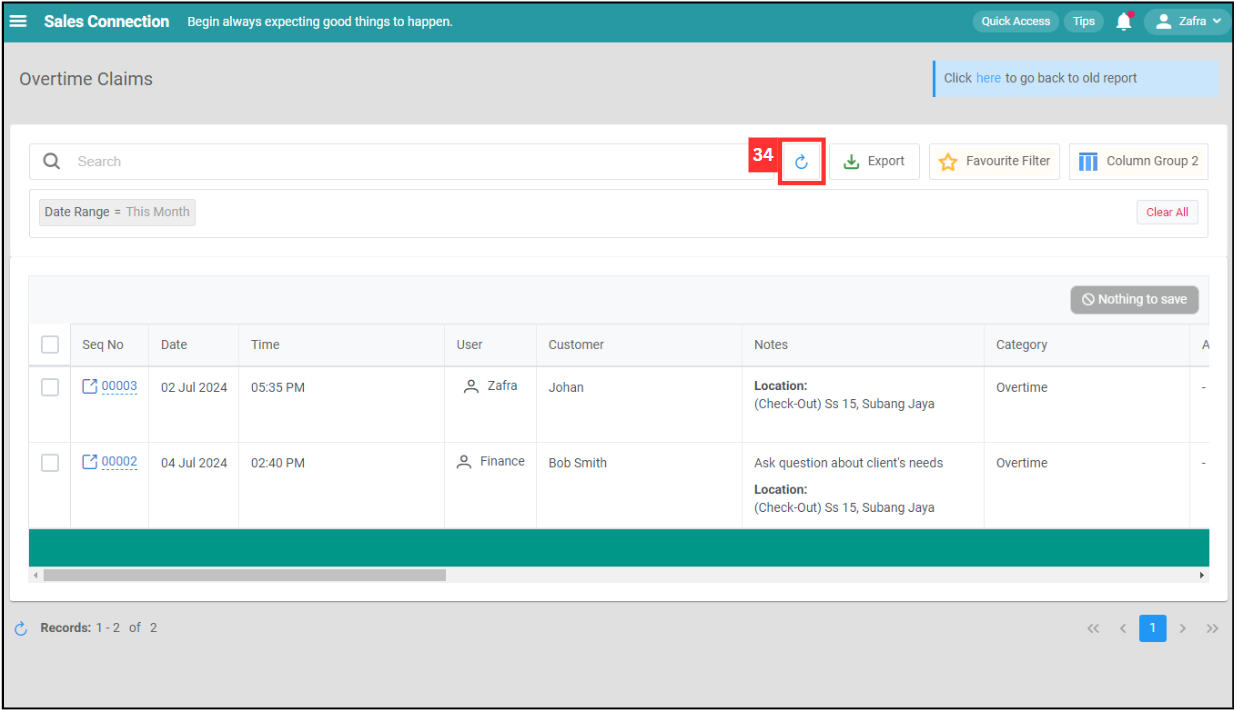 Sales Connection Begin always expecting good things to happen. Quick Access Tips Zafra
Overtime Claims
Click here to go back to old report
Search 34 Export Favourite Filter Column Group 2
Date Range = This Month Clear All
Nothing to save
Seq No Date Time User Customer Notes Category A
00003 02 Jul 2024 05:35 PM Zafra Johan Location: Overtime -
(Check-Out) Ss 15, Subang Jaya
00002 04 Jul 2024 02:40 PM Finance Bob Smith Ask question about client's needs Overtime -
Location:
(Check-Out) Ss 15, Subang Jaya
Records: 1 - 2 of 2 1